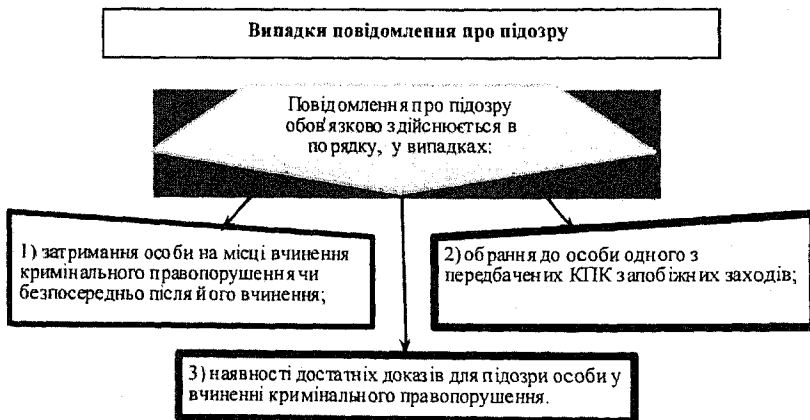 Випадки повідомлення про підозру
Повідомлення про підозру
обов'язково здійснюється в
порядку, у випадках:
1) затримання особи на місці вчинення
кримінального правопорушення чи
безпосередньо після його вчинення;
2) обрання до особи одного з
передбачених КПК запобіжних заходів;
3) наявності достатніх доказів для підозри особи у
вчиненні кримінального правопорушення.